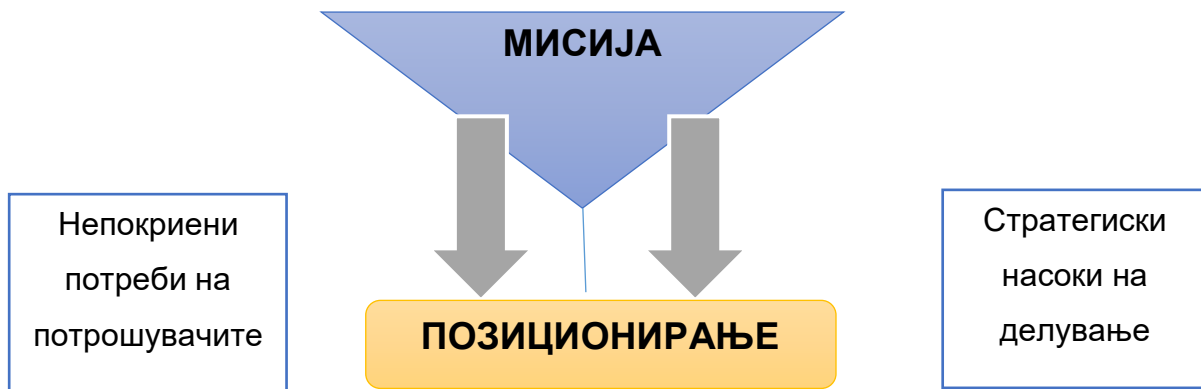 МИСИЈА
Непокриени
потреби на
потрошувачите
ПОЗИЦИОНИРАЊЕ
Стратегиски
насоки на
делување